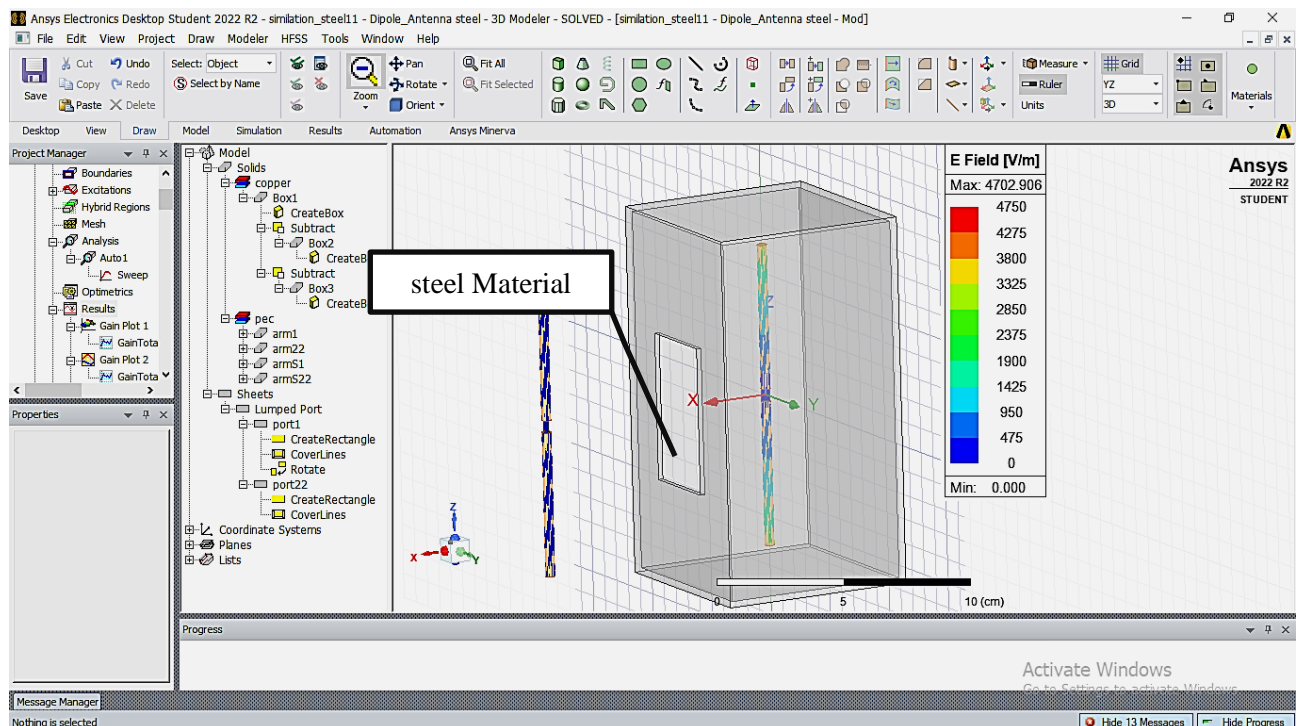 Ansys Electronics Desktop Student 2022 R2 - similation_steel11 - Dipole_Antenna steel - 3D Modeler - SOLVED - [similation_steel11 - Dipole_Antenna steel - Mod]
File Edit View Project Draw Modeler HFSS Tools Window Help
Save
Cut
Copy
Paste
Undo
Redo
Delete
Select: Object
Select by Name
Zoom
Pan
Rotate
Orient
Fit All
Fit Selected
Measure
Ruler
Units
Grid
YZ
3D
Materials
Desktop View Draw Model Simulation Results Automation Ansys Minerva
Project Manager
Boundaries
Excitations
Hybrid Regions
Mesh
Analysis
Auto1
Sweep
Optimetrics
Results
Gain Plot 1
GainTota
Gain Plot 2
GainTota
Properties
Model
Solids
copper
Box1
CreateBox
Subtract
Box2
CreateB
Subtract
Box3
CreateB
pec
arm1
arm22
armS1
armS22
Sheets
Lumped Port
port1
CreateRectangle
CoverLines
Rotate
port22
CreateRectangle
CoverLines
Coordinate Systems
Planes
Lists
steel Material
Z
X
Y
Z
X
Y
0 5 10 (cm)
E Field [V/m]
Max: 4702.906
4750
4275
3800
3325
2850
2375
1900
1425
950
475
0
Min: 0.000
Ansys
2022 R2
STUDENT
Progress
Activate Windows
Go to Settings to activate Windows.
Message Manager
Nothing is selected
Hide 13 Messages
Hide Progress